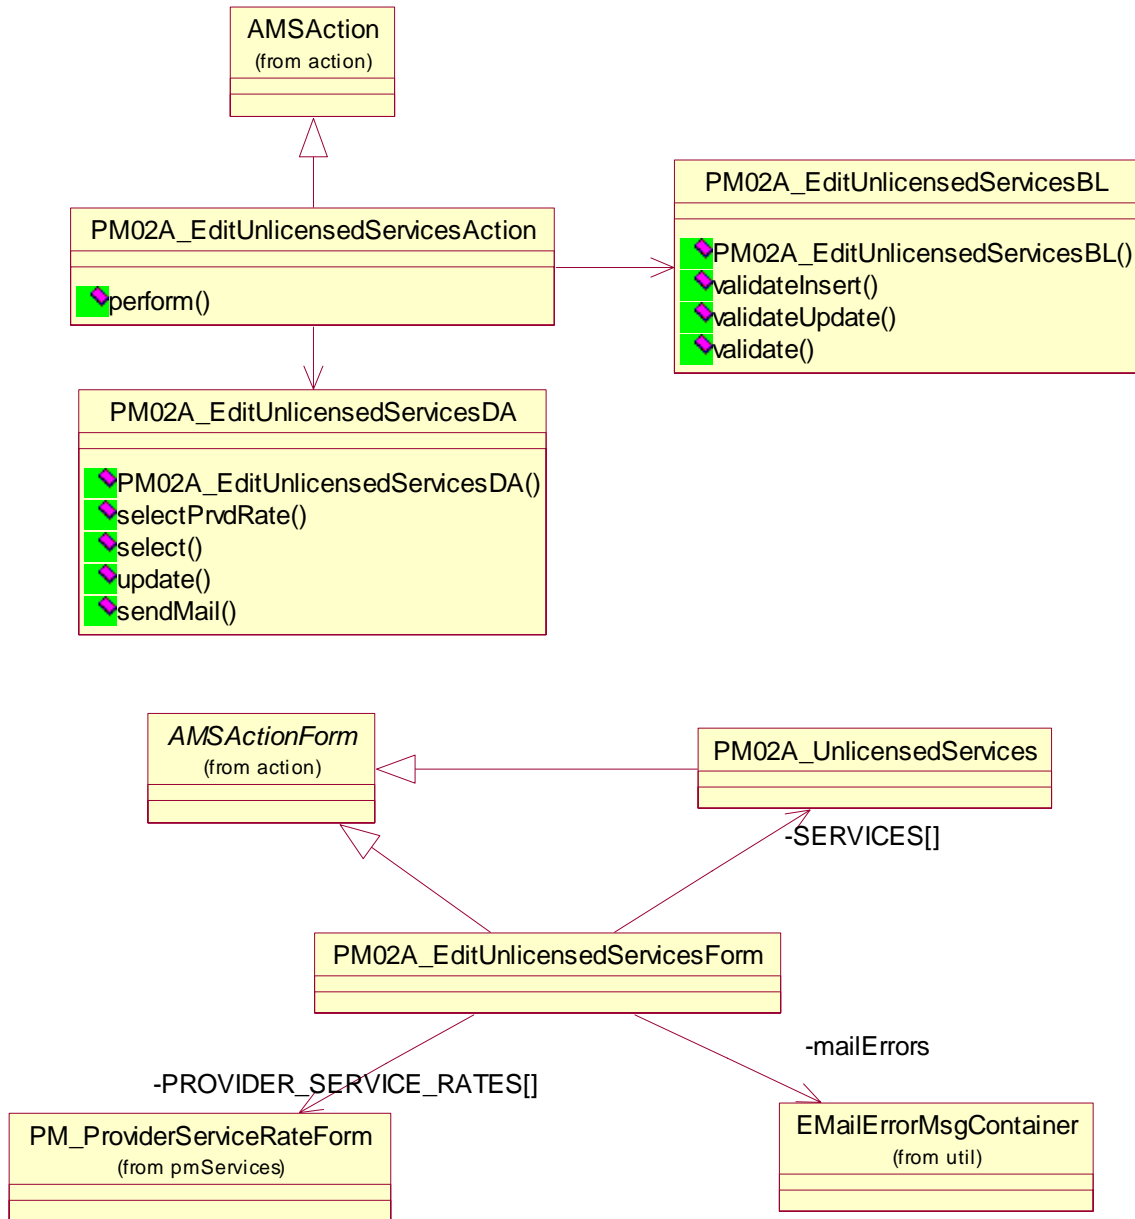 AMSAction
(from action)
PM02A_EditUnlicensedServicesBL
PM02A_EditUnlicensedServicesBL()
validateInsert()
validateUpdate()
validate()
PM02A_EditUnlicensedServicesAction
perform()
PM02A_EditUnlicensedServicesDA
PM02A_EditUnlicensedServicesDA()
selectPrvdRate()
select()
update()
sendMail()
AMSActionForm
(from action)
PM02A_UnlicensedServices
-SERVICES[]
PM02A_EditUnlicensedServicesForm
-mailErrors
-PROVIDER_SERVICE_RATES[]
PM_ProviderServiceRateForm
(from pmServices)
EMailErrorMsgContainer
(from util)